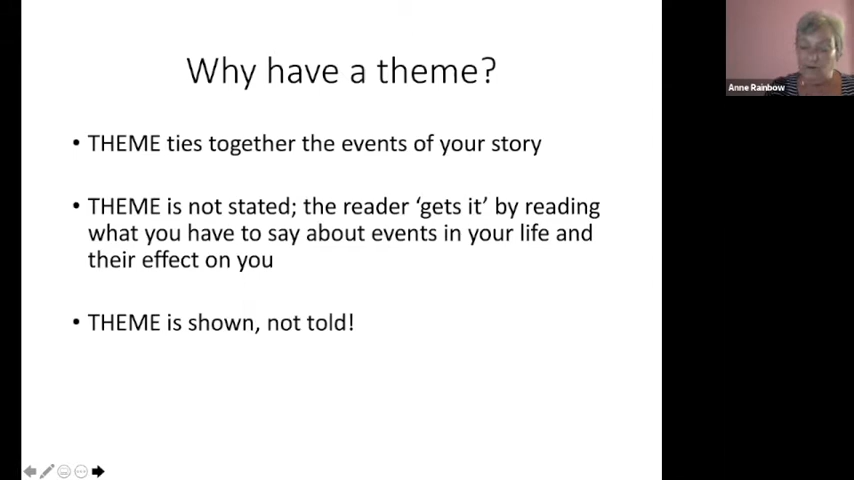 Why have a theme?
• THEME ties together the events of your story
• THEME is not stated; the reader ‘gets it’ by reading
what you have to say about events in your life and
their effect on you
• THEME is shown, not told!
Anne Rainbow